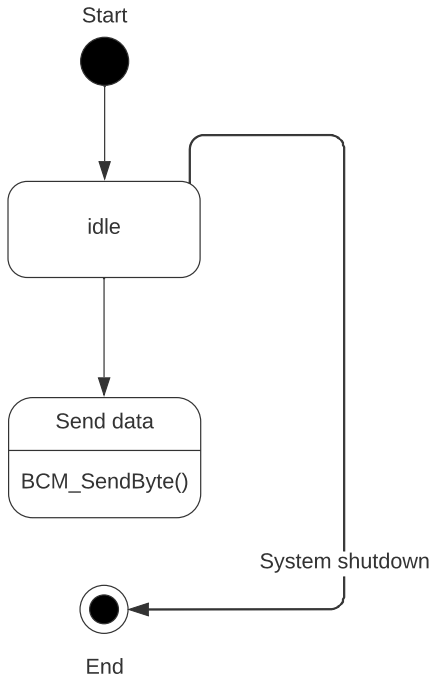 Start
idle
Send data
BCM_SendByte()
System shutdown
End